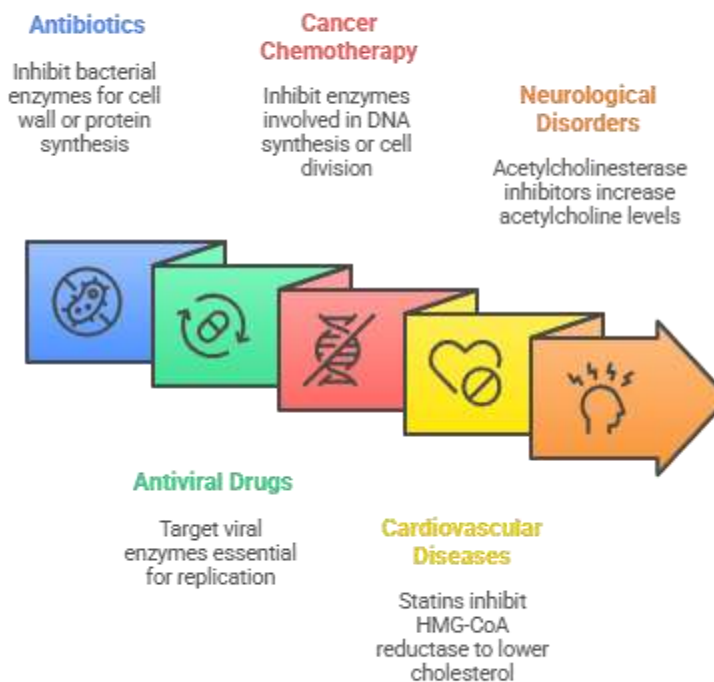 Antibiotics
Inhibit bacterial
enzymes for cell
wall or protein
synthesis
Cancer
Chemotherapy
Inhibit enzymes
involved in DNA
synthesis or cell
division
Neurological
Disorders
Acetylcholinesterase
inhibitors increase
acetylcholine levels
Antiviral Drugs
Target viral
enzymes essential
for replication
Cardiovascular
Diseases
Statins inhibit
HMG-CoA
reductase to lower
cholesterol